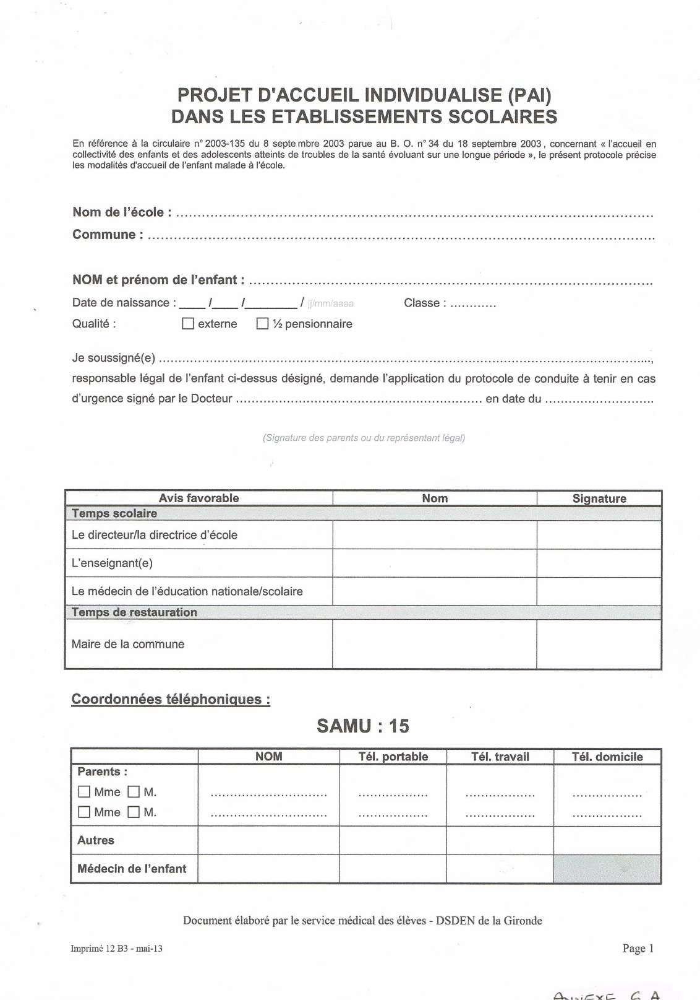 PROJET D'ACCUEIL INDIVIDUALISE (PAI)
DANS LES ETABLISSEMENTS SCOLAIRES
En référence à la circulaire n° 2003-135 du 8 septembre 2003 parue au B. O. n° 34 du 18 septembre 2003, concernant « l'accueil en
collectivité des enfants et des adolescents atteints de troubles de la santé évoluant sur une longue période », le présent protocole précise
les modalités d'accueil de l'enfant malade à l'école.
Nom de l'école : ..........................................................................................
Commune : ..........................................................................................
NOM et prénom de l'enfant : ..........................................................................................
Date de naissance : ____ /____ /________ / jj/mm/aaaa Classe : ............
Qualité : ☐ externe ☐ ½ pensionnaire
Je soussigné(e) ..........................................................................................,
responsable légal de l'enfant ci-dessus désigné, demande l'application du protocole de conduite à tenir en cas
d'urgence signé par le Docteur .............................................................. en date du ............................
(Signature des parents ou du représentant légal)
Avis favorable Nom Signature
Temps scolaire
Le directeur/la directrice d'école
L'enseignant(e)
Le médecin de l'éducation nationale/scolaire
Temps de restauration
Maire de la commune
Coordonnées téléphoniques :
SAMU : 15
NOM Tél. portable Tél. travail Tél. domicile
Parents :
☐ Mme ☐ M. .............................. .................. .................. ..................
☐ Mme ☐ M. .............................. .................. .................. ..................
Autres
Médecin de l'enfant
Document élaboré par le service médical des élèves - DSDEN de la Gironde
Imprimé 12 B3 - mai-13 Page 1
ANNEXE 6 A